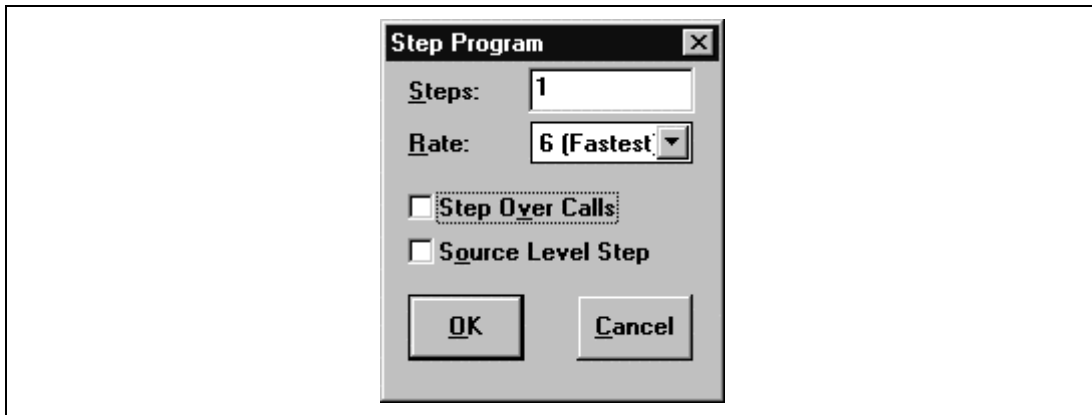 Step Program
Steps: 1
Rate: 6 (Fastest)
Step Over Calls
Source Level Step
OK Cancel